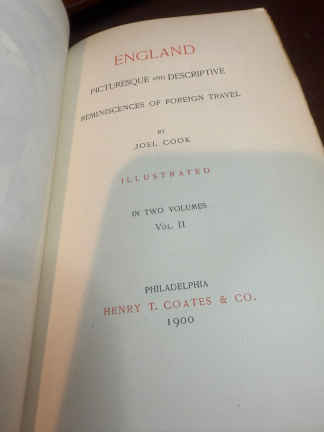 ENGLAND
PICTURESQUE AND DESCRIPTIVE
REMINISCENCES OF FOREIGN TRAVEL
BY
JOEL COOK
ILLUSTRATED
IN TWO VOLUMES
VOL. II
PHILADELPHIA
HENRY T. COATES & CO.
1900